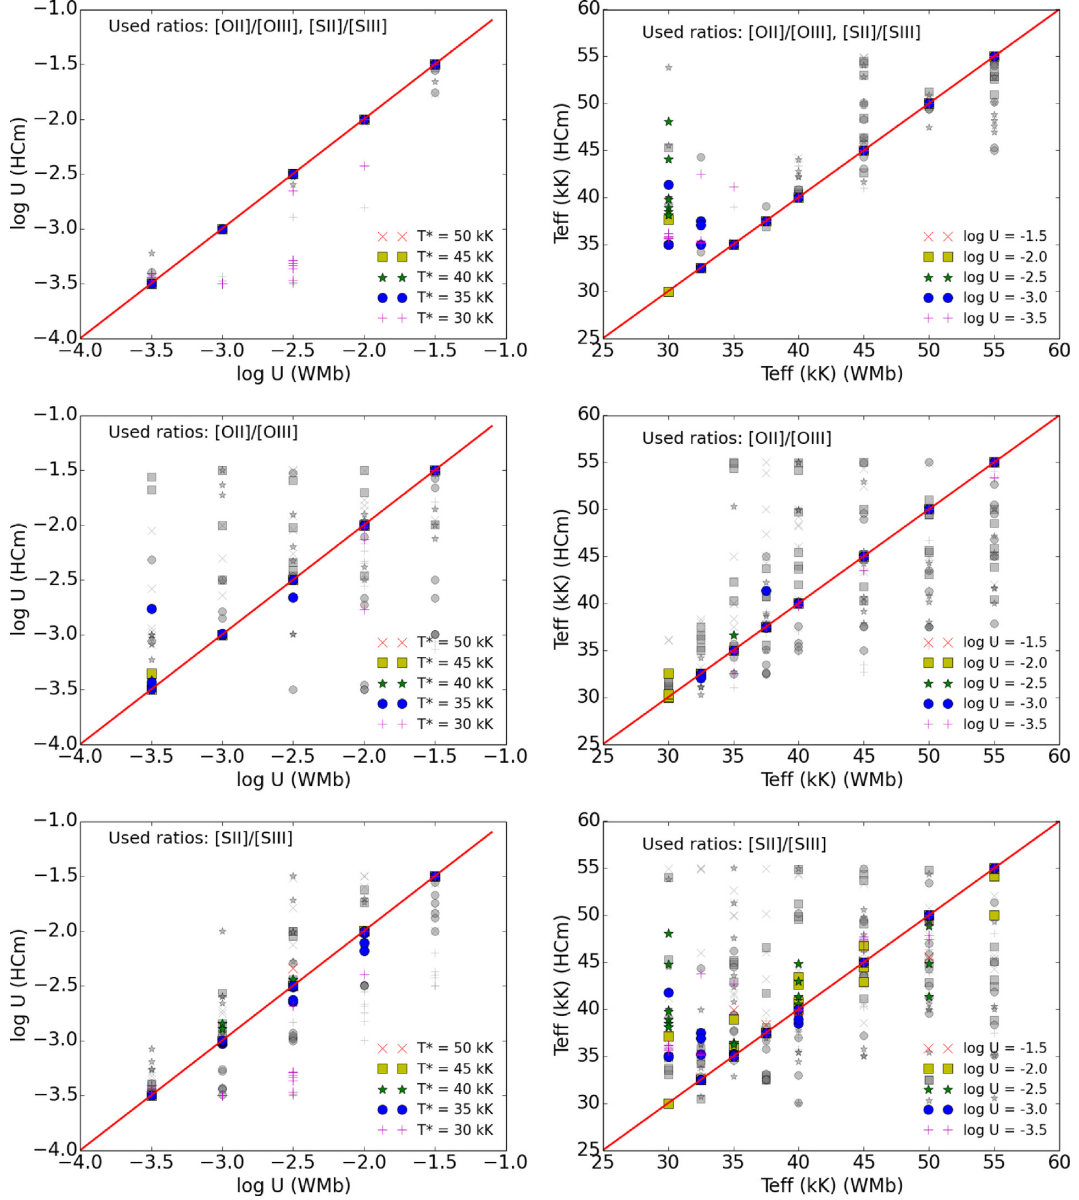 Used ratios: [OII]/[OIII], [SII]/[SIII]
−1.0
−1.5
−2.0
−2.5
−3.0
−3.5
−4.0
log U (HCm)
T* = 50 kK
T* = 45 kK
T* = 40 kK
T* = 35 kK
T* = 30 kK
−4.0 −3.5 −3.0 −2.5 −2.0 −1.5 −1.0
log U (WMb)
Used ratios: [OII]/[OIII], [SII]/[SIII]
60
55
50
45
40
35
30
25
Teff (kK) (HCm)
log U = -1.5
log U = -2.0
log U = -2.5
log U = -3.0
log U = -3.5
25 30 35 40 45 50 55 60
Teff (kK) (WMb)
Used ratios: [OII]/[OIII]
−1.0
−1.5
−2.0
−2.5
−3.0
−3.5
−4.0
log U (HCm)
T* = 50 kK
T* = 45 kK
T* = 40 kK
T* = 35 kK
T* = 30 kK
−4.0 −3.5 −3.0 −2.5 −2.0 −1.5 −1.0
log U (WMb)
Used ratios: [OII]/[OIII]
60
55
50
45
40
35
30
25
Teff (kK) (HCm)
log U = -1.5
log U = -2.0
log U = -2.5
log U = -3.0
log U = -3.5
25 30 35 40 45 50 55 60
Teff (kK) (WMb)
Used ratios: [SII]/[SIII]
−1.0
−1.5
−2.0
−2.5
−3.0
−3.5
−4.0
log U (HCm)
T* = 50 kK
T* = 45 kK
T* = 40 kK
T* = 35 kK
T* = 30 kK
−4.0 −3.5 −3.0 −2.5 −2.0 −1.5 −1.0
log U (WMb)
Used ratios: [SII]/[SIII]
60
55
50
45
40
35
30
25
Teff (kK) (HCm)
log U = -1.5
log U = -2.0
log U = -2.5
log U = -3.0
log U = -3.5
25 30 35 40 45 50 55 60
Teff (kK) (WMb)